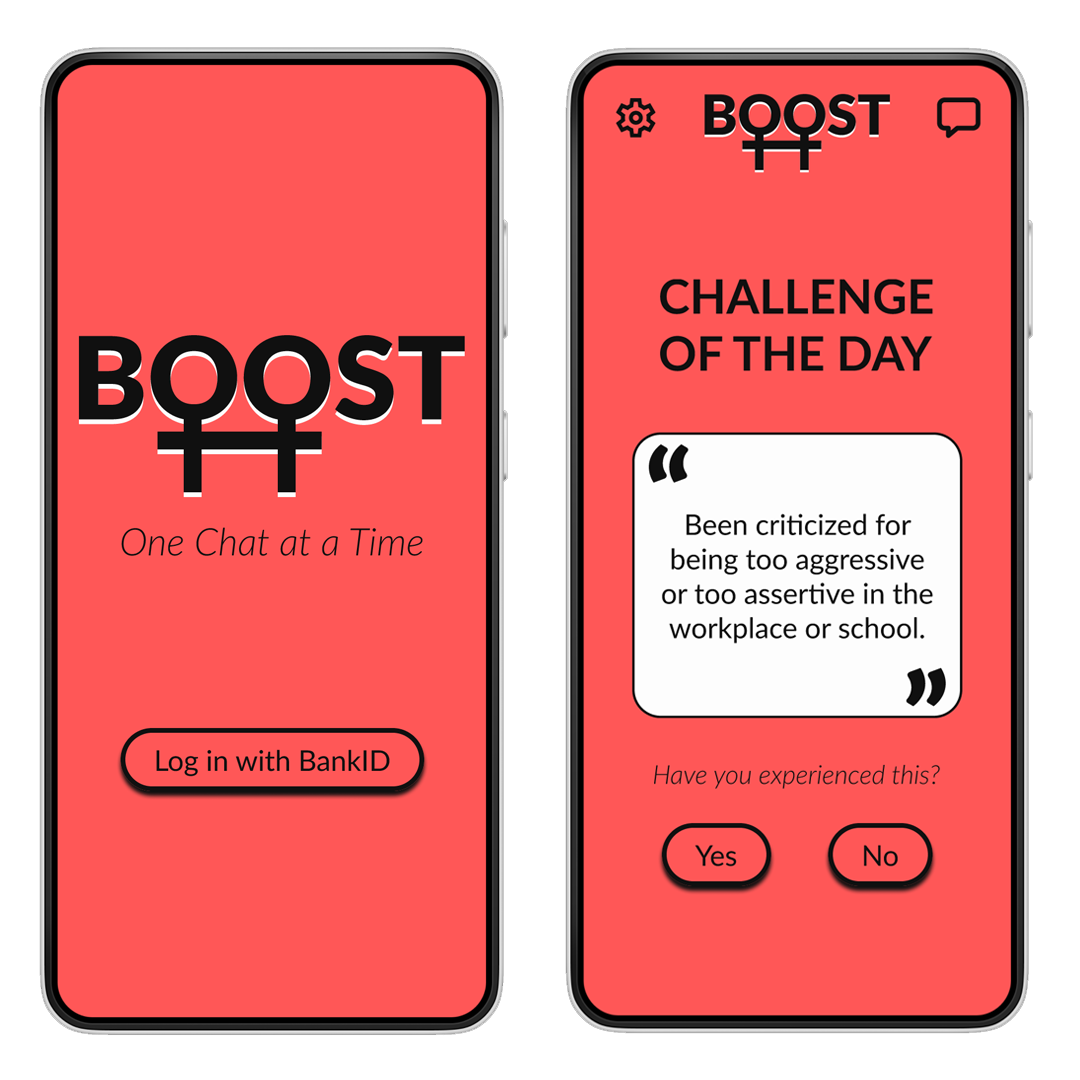 BOOST
One Chat at a Time
Log in with BankID
BOOST
CHALLENGE
OF THE DAY
“
Been criticized for
being too aggressive
or too assertive in the
workplace or school.
”
Have you experienced this?
Yes
No